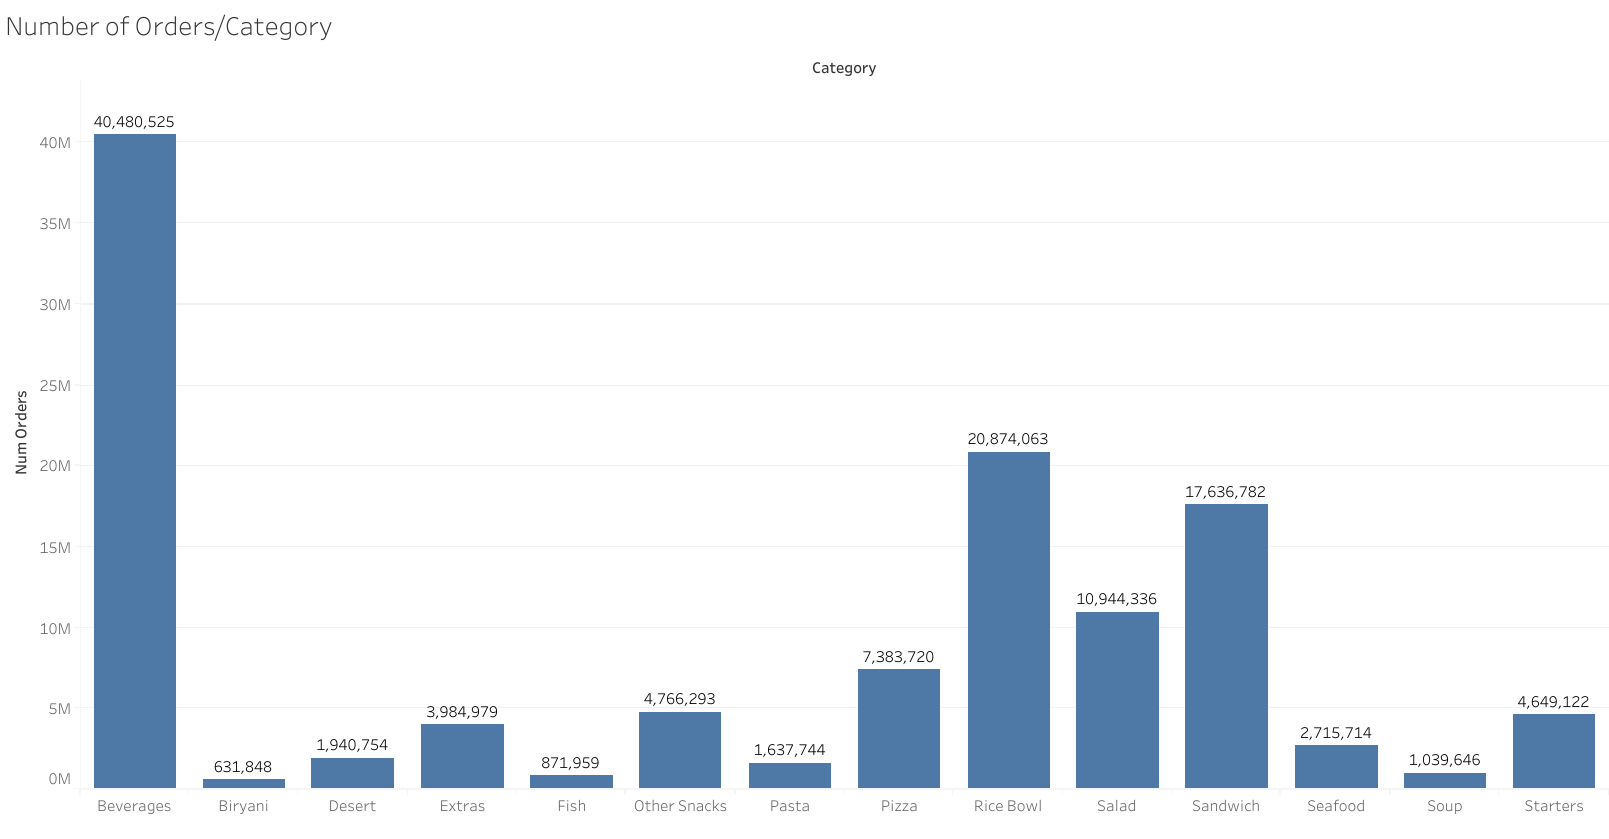 Number of Orders/Category
Category
40,480,525
40M
35M
30M
25M
20,874,063
20M
17,636,782
15M
10,944,336
10M
7,383,720
4,766,293
4,649,122
5M
3,984,979
2,715,714
1,940,754
1,637,744
1,039,646
871,959
631,848
0M
Num Orders
Beverages Biryani Desert Extras Fish Other Snacks Pasta Pizza Rice Bowl Salad Sandwich Seafood Soup Starters